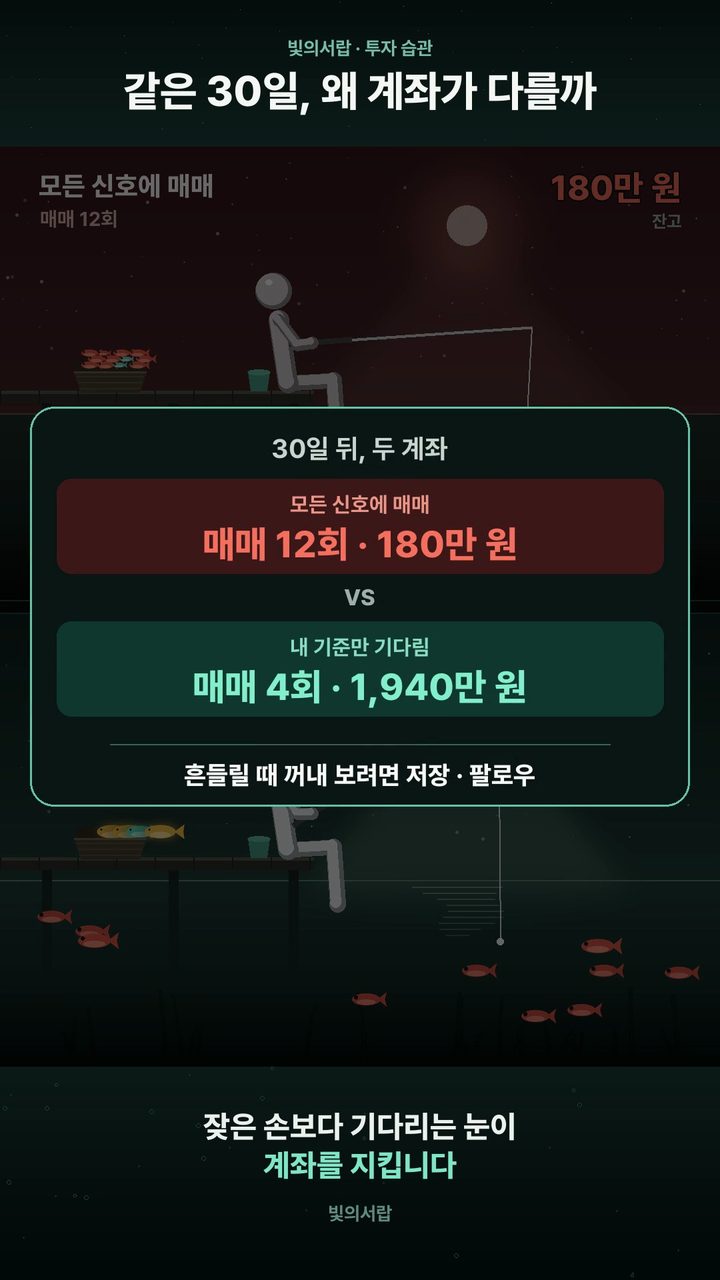 빛의서랍 · 투자 습관
같은 30일, 왜 계좌가 다를까
모든 신호에 매매
매매 12회
180만 원
잔고
30일 뒤, 두 계좌
모든 신호에 매매
매매 12회 · 180만 원
VS
내 기준만 기다림
매매 4회 · 1,940만 원
흔들릴 때 꺼내 보려면 저장 · 팔로우
잦은 손보다 기다리는 눈이
계좌를 지킵니다
빛의서랍